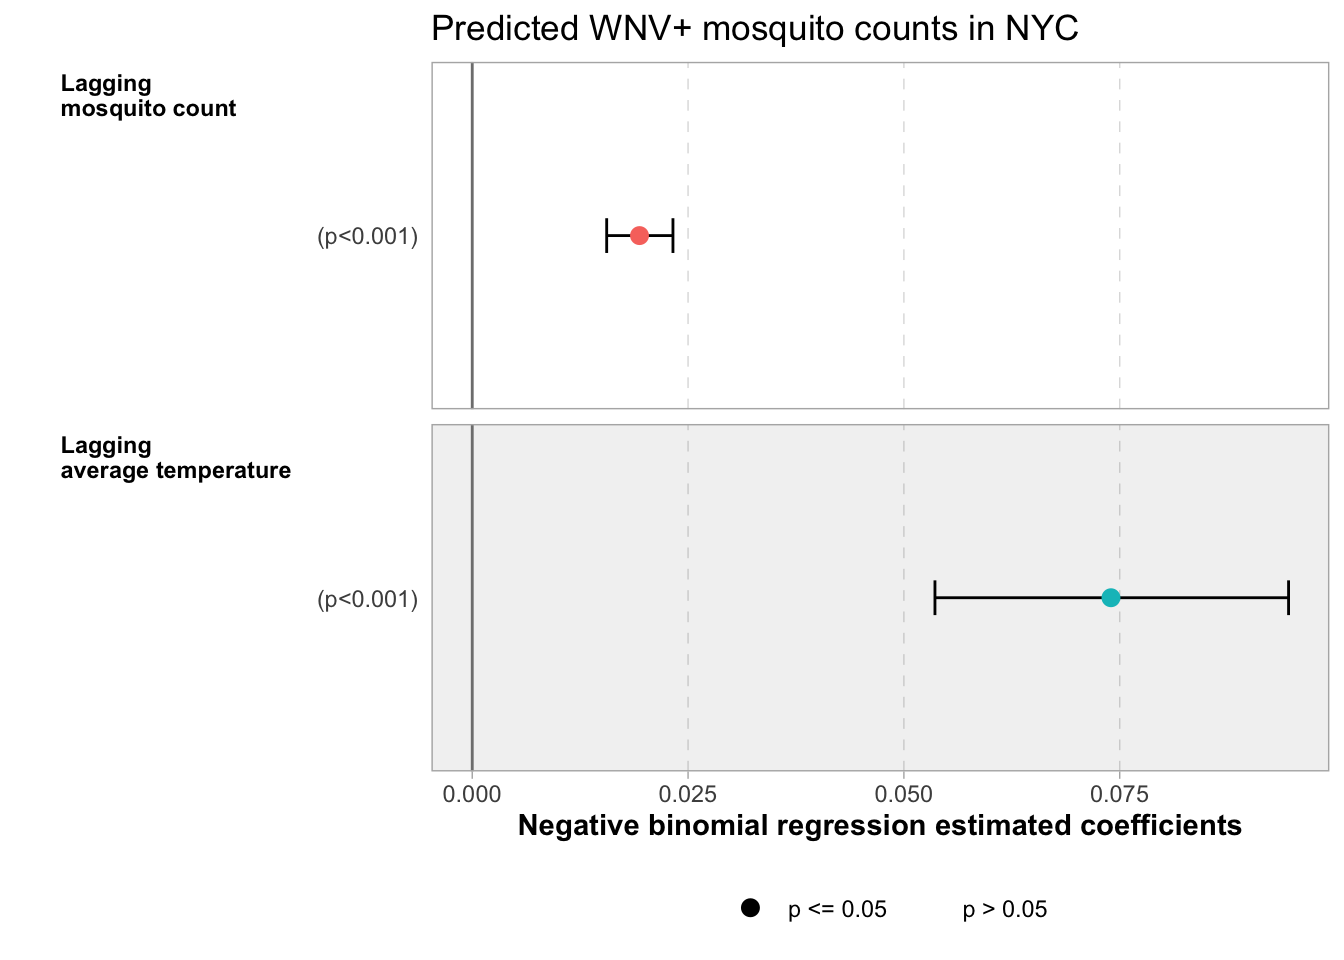 Predicted WNV+ mosquito counts in NYC
Lagging
mosquito count
(p<0.001)
Lagging
average temperature
(p<0.001)
0.000 0.025 0.050 0.075
Negative binomial regression estimated coefficients
p <= 0.05 p > 0.05